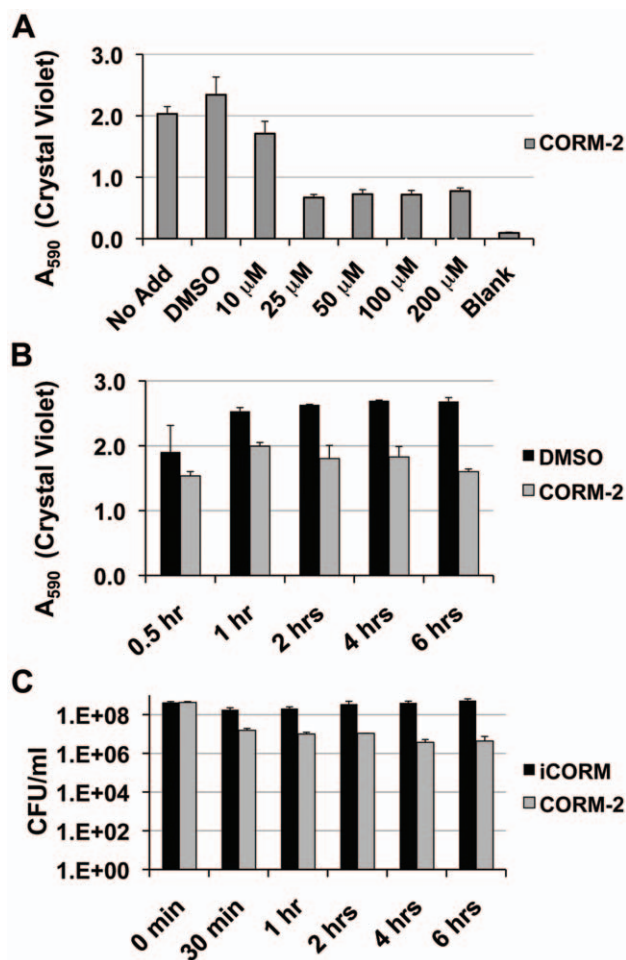 A
A590 (Crystal Violet)
3.0
2.0
1.0
0.0
No Add
DMSO
10 μM
25 μM
50 μM
100 μM
200 μM
Blank
CORM-2
B
A590 (Crystal Violet)
3.0
2.0
1.0
0.0
0.5 hr
1 hr
2 hrs
4 hrs
6 hrs
DMSO
CORM-2
C
CFU/ml
1.E+08
1.E+06
1.E+04
1.E+02
1.E+00
0 min
30 min
1 hr
2 hrs
4 hrs
6 hrs
iCORM
CORM-2